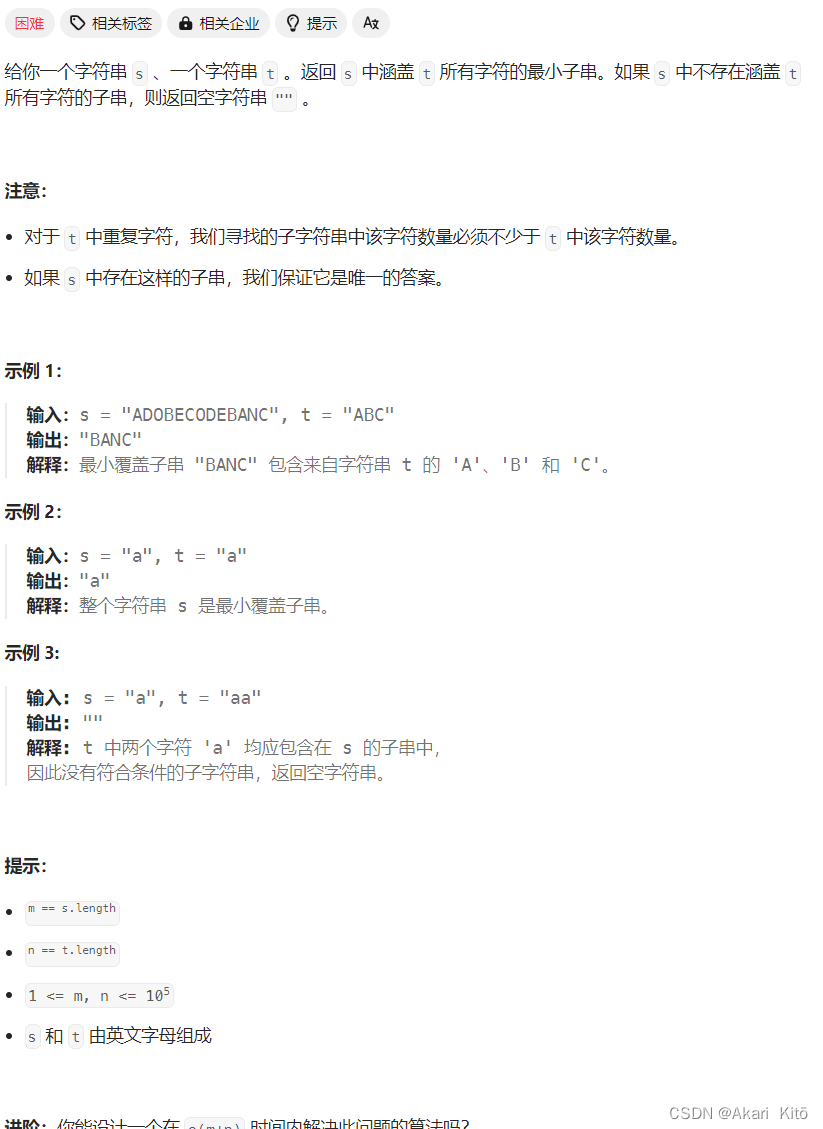 困难 相关标签 相关企业 提示
给你一个字符串 s 、一个字符串 t 。返回 s 中涵盖 t 所有字符的最小子串。如果 s 中不存在涵盖 t
所有字符的子串，则返回空字符串 "" 。
注意：
• 对于 t 中重复字符，我们寻找的子字符串中该字符数量必须不少于 t 中该字符数量。
• 如果 s 中存在这样的子串，我们保证它是唯一的答案。
示例 1：
输入：s = "ADOBECODEBANC", t = "ABC"
输出："BANC"
解释：最小覆盖子串 "BANC" 包含来自字符串 t 的 'A'、'B' 和 'C'。
示例 2：
输入：s = "a", t = "a"
输出："a"
解释：整个字符串 s 是最小覆盖子串。
示例 3:
输入: s = "a", t = "aa"
输出: ""
解释: t 中两个字符 'a' 均应包含在 s 的子串中，
因此没有符合条件的子字符串，返回空字符串。
提示：
• m == s.length
• n == t.length
• 1 <= m, n <= 10⁵
• s 和 t 由英文字母组成
进阶：你能设计一个在 o(m+n) 时间内解决此问题的算法吗？
CSDN @Akari_Kitō